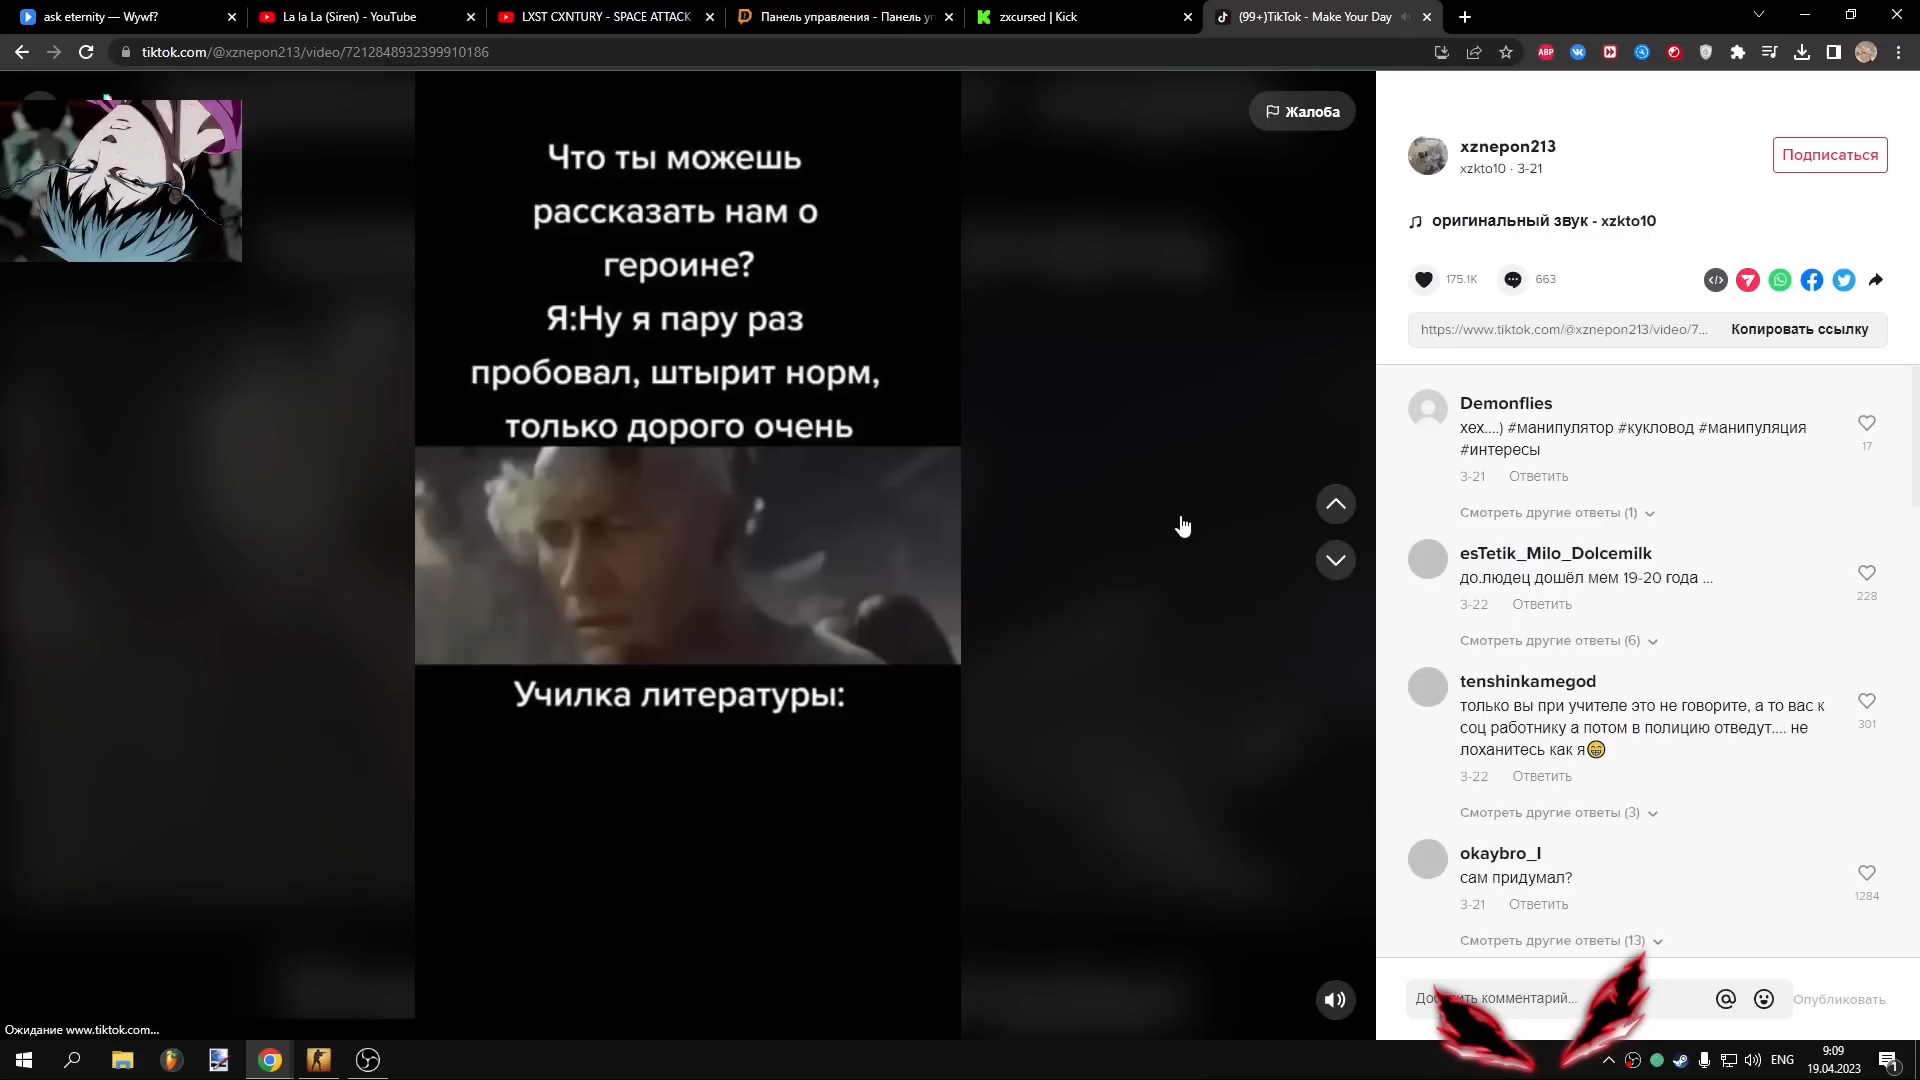 ask eternity — Wywf?
La la La (Siren) - YouTube
LXST CXNTURY - SPACE ATTACK
Панель управления - Панель уп
zxcursed | Kick
(99+)TikTok - Make Your Day
tiktok.com/@xznepon213/video/7212848932399910186
ABP
Что ты можешь
рассказать нам о
героине?
Я:Ну я пару раз
пробовал, штырит норм,
только дорого очень
Училка литературы:
Жалоба
xznepon213
xzkto10 · 3-21
Подписаться
оригинальный звук - xzkto10
175.1K
663
https://www.tiktok.com/@xznepon213/video/7...
Копировать ссылку
Demonflies
хех....) #манипулятор #кукловод #манипуляция
#интересы
17
3-21 Ответить
Смотреть другие ответы (1)
esTetik_Milo_Dolcemilk
до.людец дошёл мем 19-20 года ...
228
3-22 Ответить
Смотреть другие ответы (6)
tenshinkamegod
только вы при учителе это не говорите, а то вас к
соц работнику а потом в полицию отведут.... не
лоханитесь как я😁
301
3-22 Ответить
Смотреть другие ответы (3)
okaybro_I
сам придумал?
1284
3-21 Ответить
Смотреть другие ответы (13)
комментарий...
Опубликовать
Ожидание www.tiktok.com...
ENG
9:09
19.04.2023
1